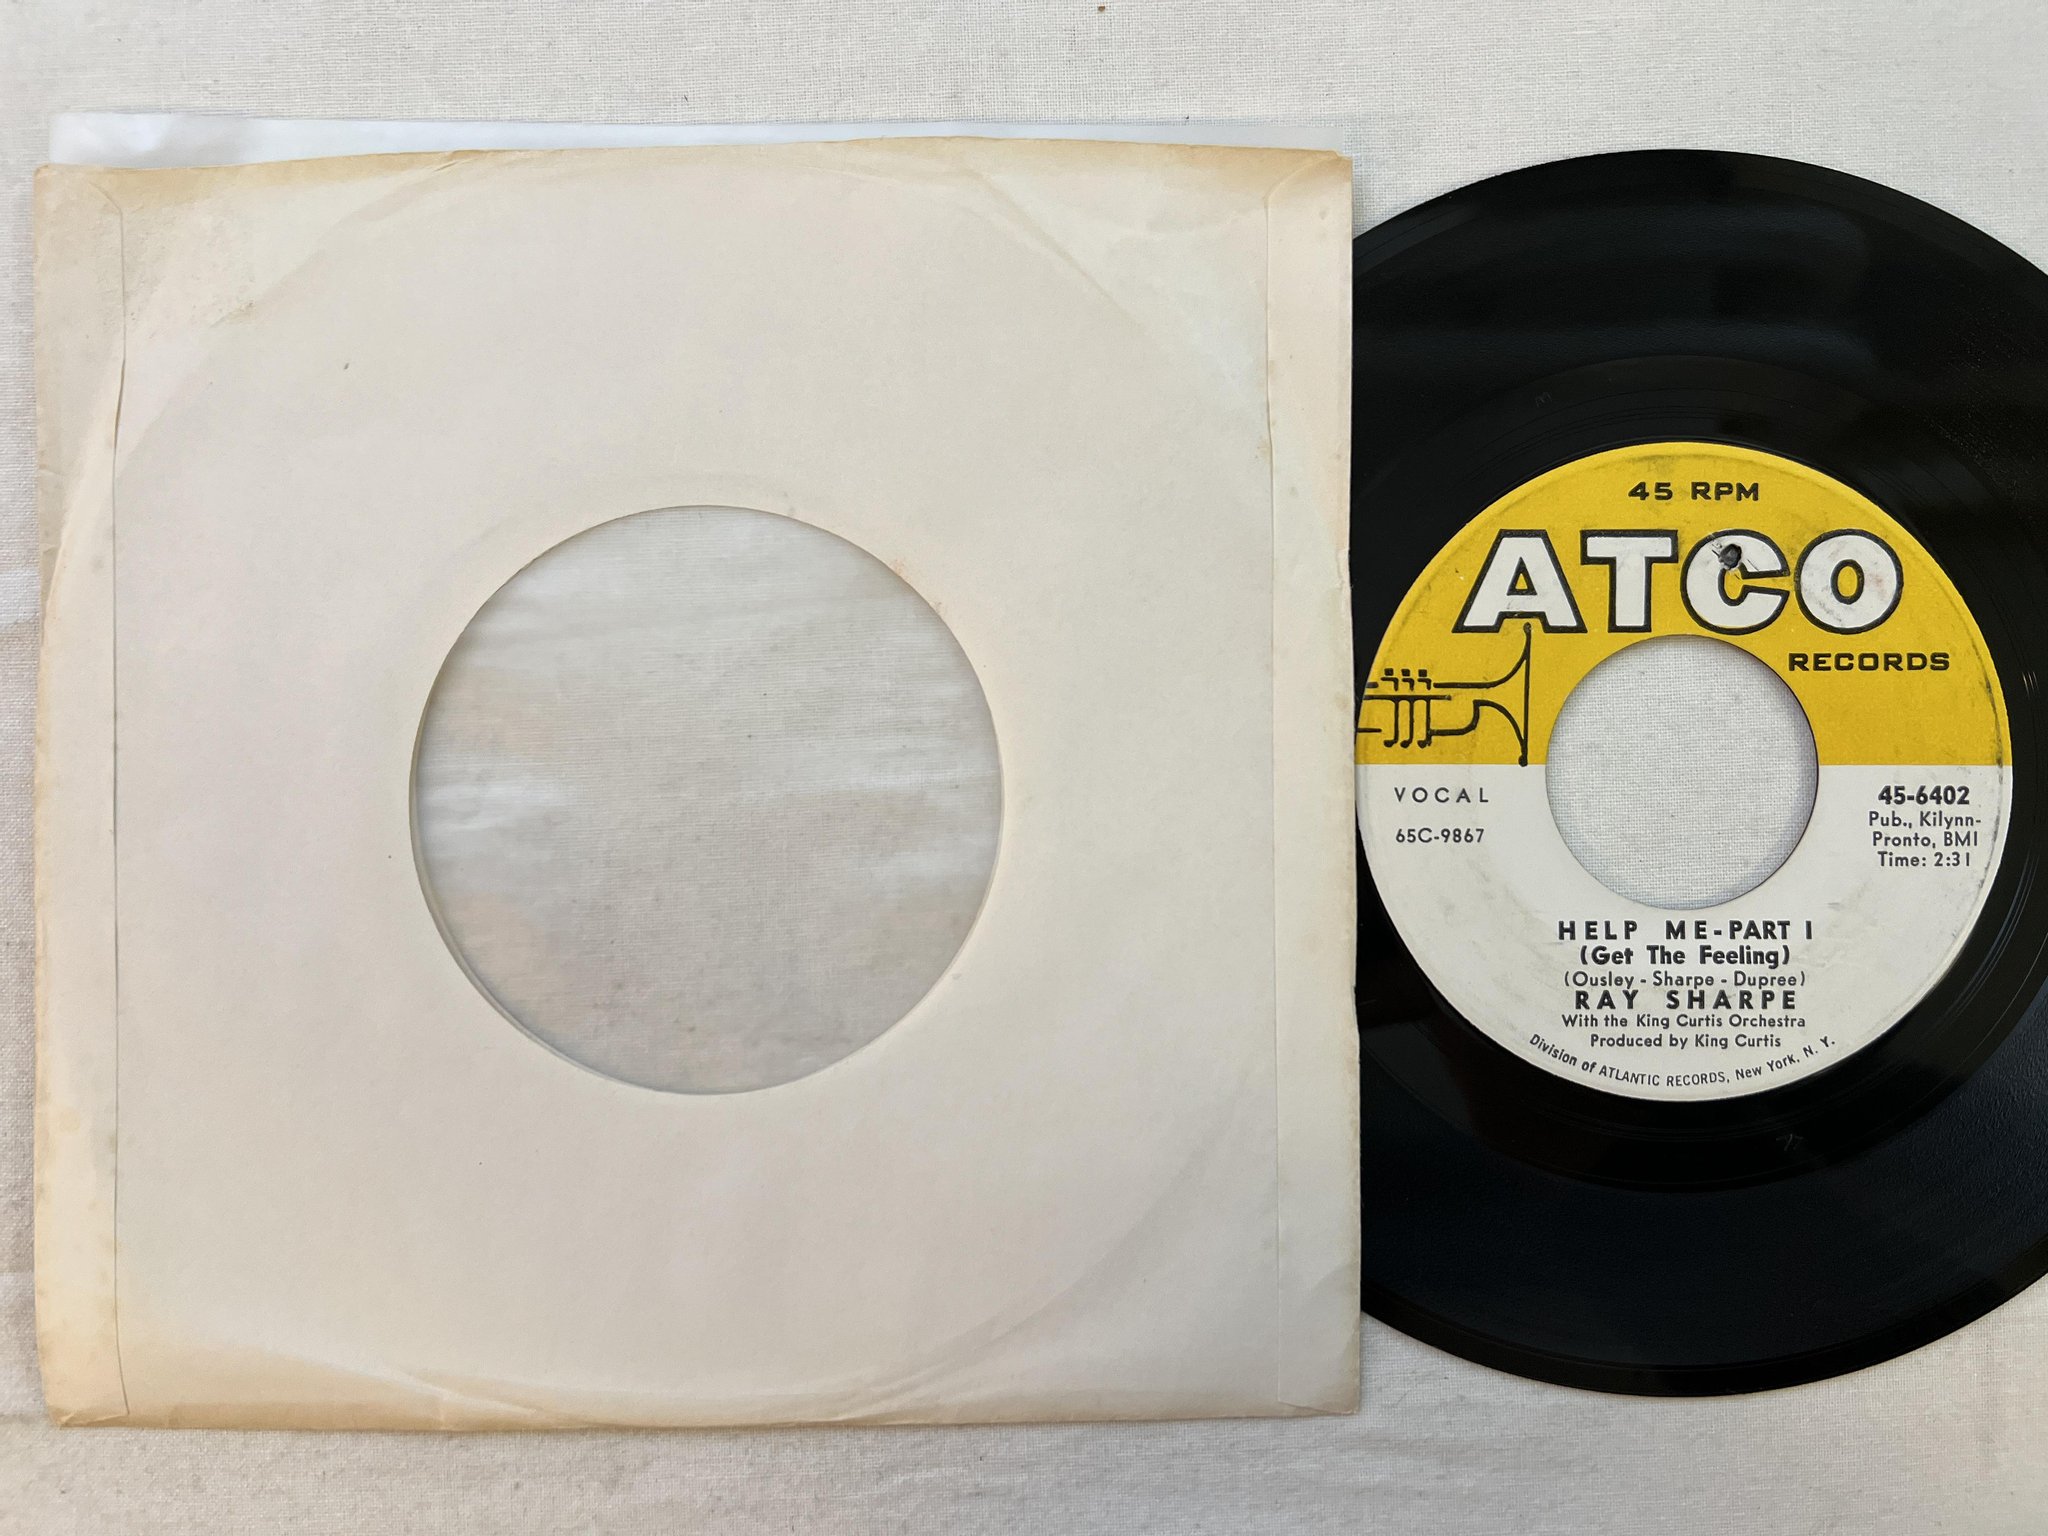 45 RPM
ATCO
RECORDS
VOCAL
65C-9867
45-6402
Pub., Kilynn-
Pronto, BMI
Time: 2:31
HELP ME-PART I
(Get The Feeling)
(Ousley - Sharpe - Dupree)
RAY SHARPE
With the King Curtis Orchestra
Produced by King Curtis
Division of ATLANTIC RECORDS, New York, N. Y.